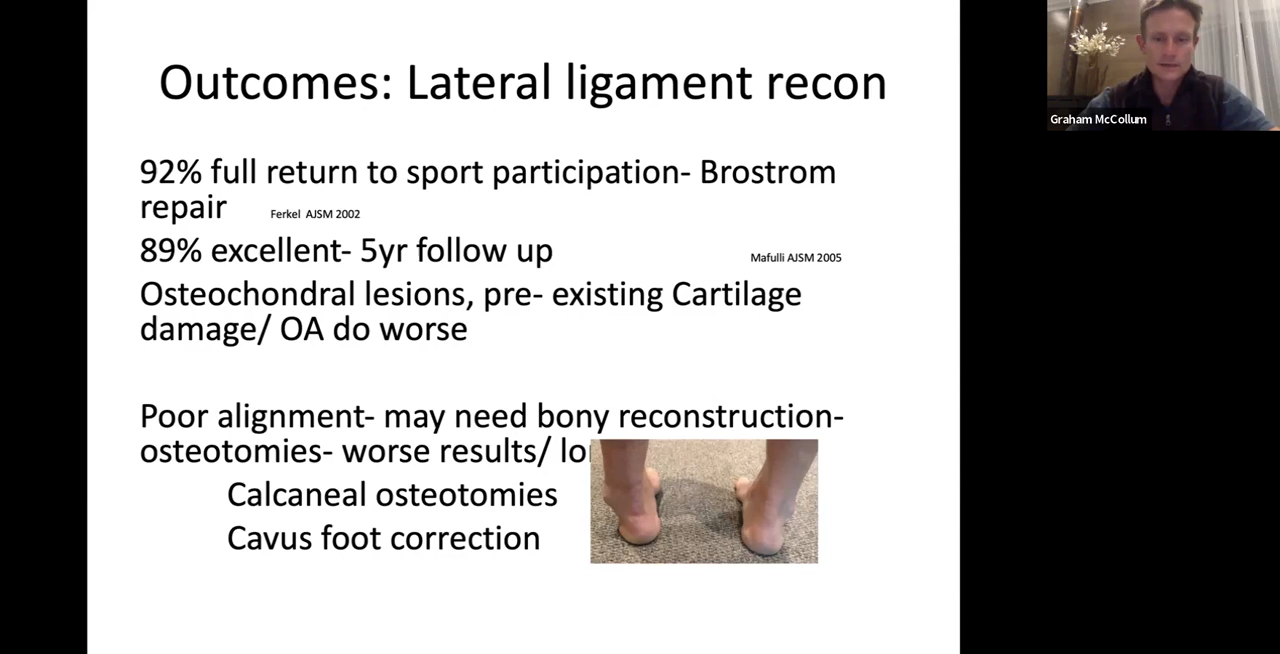 Outcomes: Lateral ligament recon
92% full return to sport participation- Brostrom
repair Ferkel AJSM 2002
89% excellent- 5yr follow up Mafulli AJSM 2005
Osteochondral lesions, pre- existing Cartilage
damage/ OA do worse
Poor alignment- may need bony reconstruction-
osteotomies- worse results/
Calcaneal osteotomies
Cavus foot correction
Graham McCollum